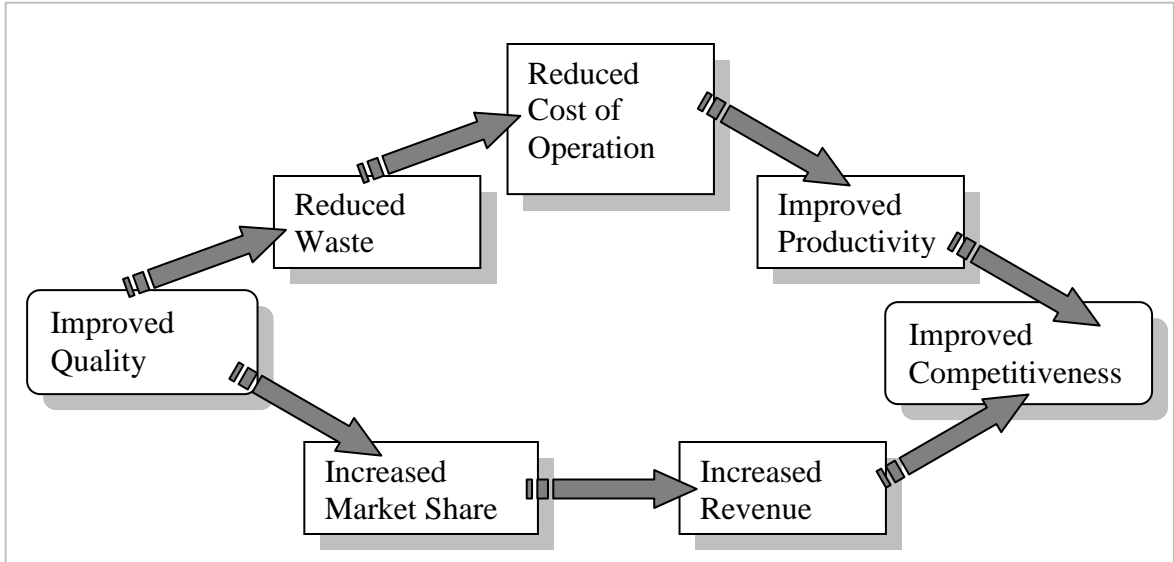 Reduced
Cost of
Operation
Reduced
Waste
Improved
Productivity
Improved
Quality
Improved
Competitiveness
Increased
Market Share
Increased
Revenue